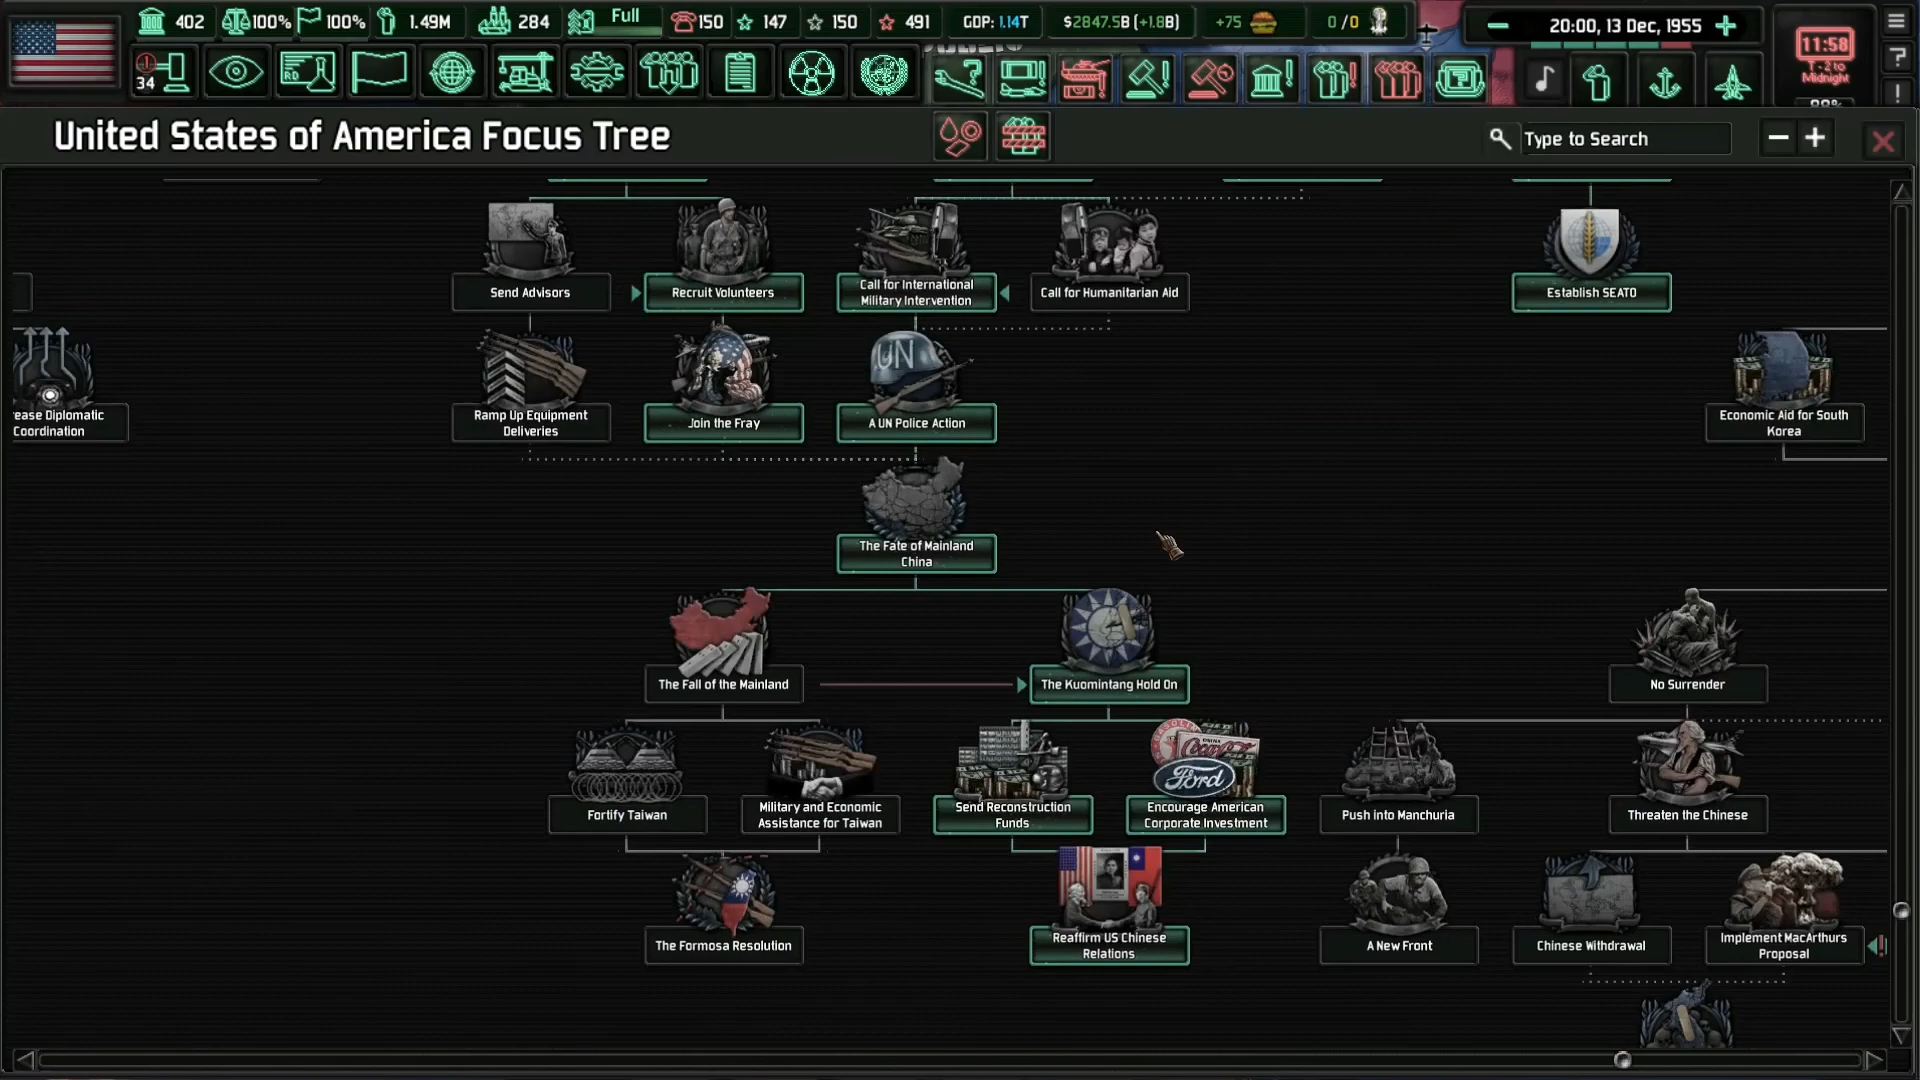 402
100%
100%
1.49M
284
Full
150
147
150
491
GDP: 1.14T
$2847.5B (+1.8B)
+75
0 / 0
20:00, 13 Dec, 1955
11:58
T -2 to
Midnight
34
RD
United States of America Focus Tree
Type to Search
Send Advisors
Recruit Volunteers
Call for International
Military Intervention
Call for Humanitarian Aid
Establish SEATO
UN
ease Diplomatic
Coordination
Ramp Up Equipment
Deliveries
Join the Fray
A UN Police Action
Economic Aid for South
Korea
The Fate of Mainland
China
The Fall of the Mainland
The Kuomintang Hold On
No Surrender
Ford
Fortify Taiwan
Military and Economic
Assistance for Taiwan
Send Reconstruction
Funds
Encourage American
Corporate Investment
Push into Manchuria
Threaten the Chinese
The Formosa Resolution
Reaffirm US Chinese
Relations
A New Front
Chinese Withdrawal
Implement MacArthurs
Proposal